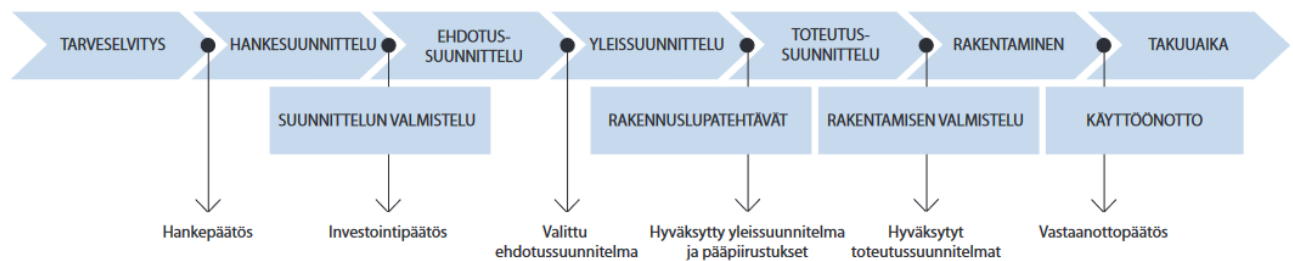 TARVESELVITYS
HANKESUUNNITTELU
EHDOTUS-
SUUNNITTELU
YLEISSUUNNITTELU
TOTEUTUS-
SUUNNITTELU
RAKENTAMINEN
TAKUUAIKA
SUUNNITTELUN VALMISTELU
RAKENNUSLUPATEHTÄVÄT
RAKENTAMISEN VALMISTELU
KÄYTTÖÖNOTTO
Hankepäätös
Investointipäätös
Valittu
ehdotussuunnitelma
Hyväksytty yleissuunnitelma
ja pääpiirustukset
Hyväksytyt
toteutussuunnitelmat
Vastaanottopäätös